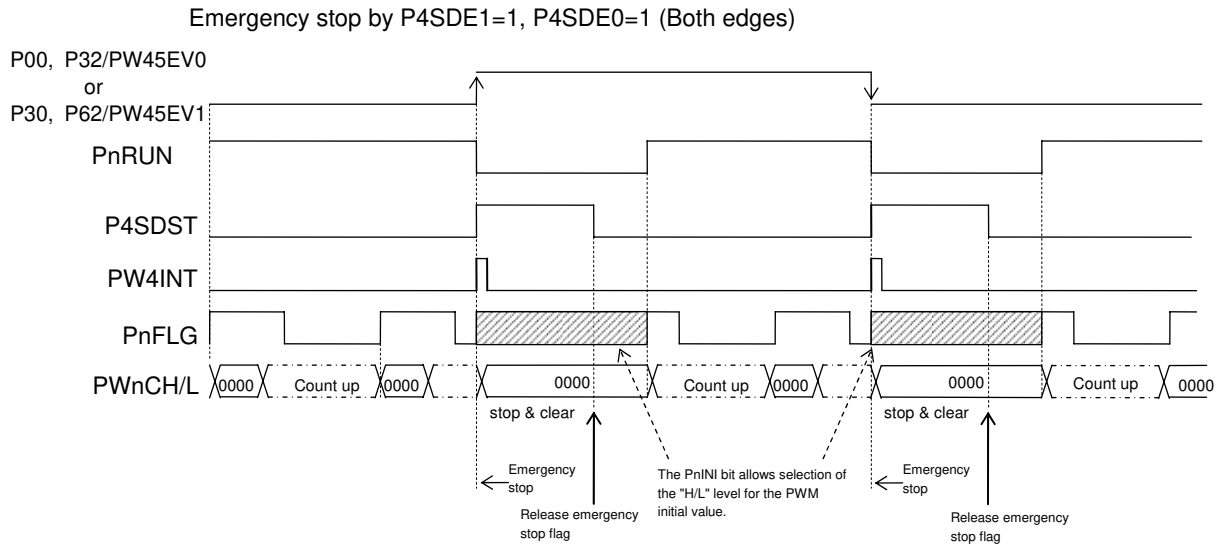 Emergency stop by P4SDE1=1, P4SDE0=1 (Both edges)
P00, P32/PW45EV0
or
P30, P62/PW45EV1
PnRUN
P4SDST
PW4INT
PnFLG
PWnCH/L
0000 Count up 0000 0000 Count up 0000 0000 Count up 0000
stop & clear
stop & clear
Emergency
stop
Release emergency
stop flag
The PnINI bit allows selection of
the "H/L" level for the PWM
initial value.
Emergency
stop
Release emergency
stop flag